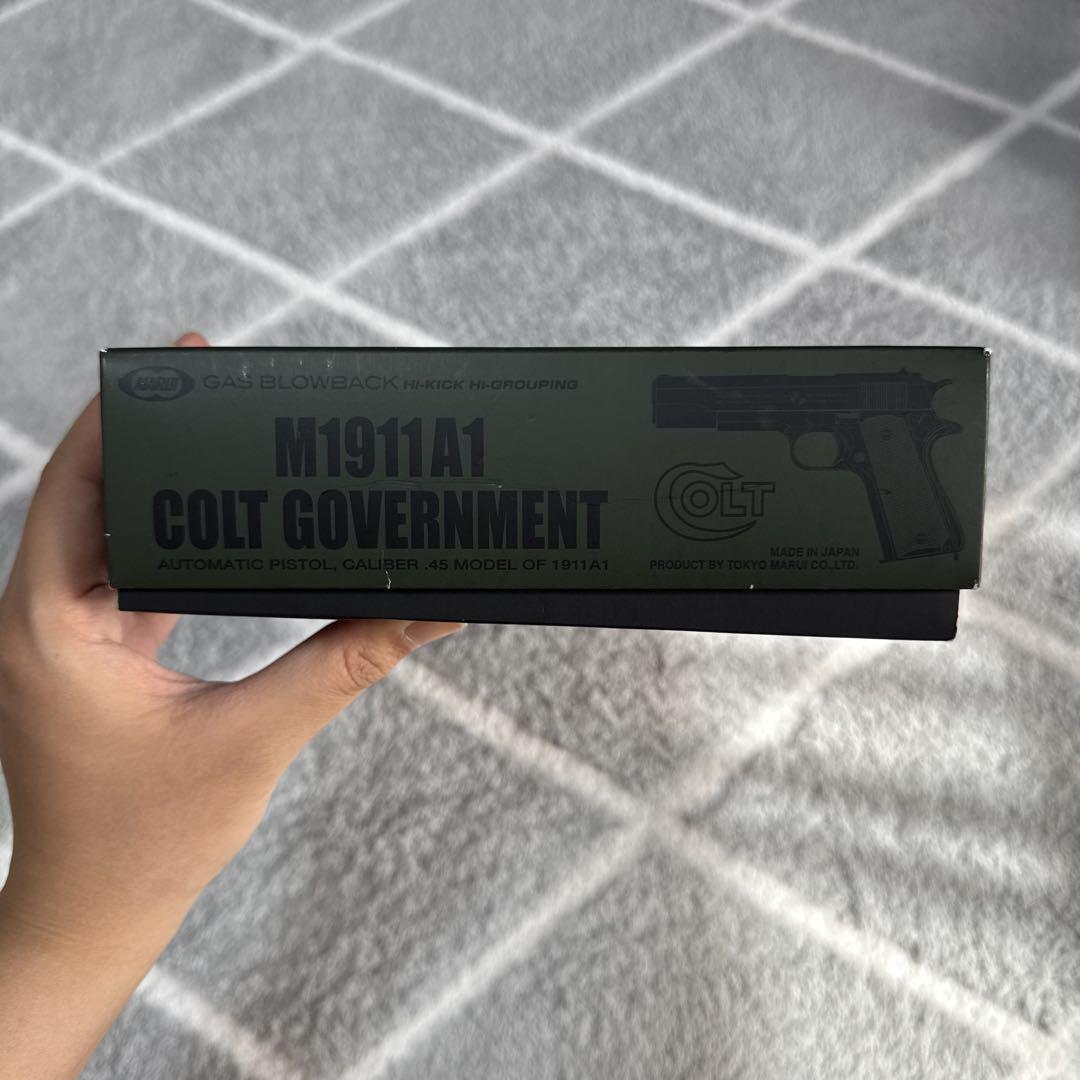 MARUI
GAS BLOWBACK HI-KICK HI-GROUPING
M1911A1
COLT GOVERNMENT
AUTOMATIC PISTOL, CALIBER .45 MODEL OF 1911A1
COLT
MADE IN JAPAN
PRODUCT BY TOKYO MARUI CO.,LTD.